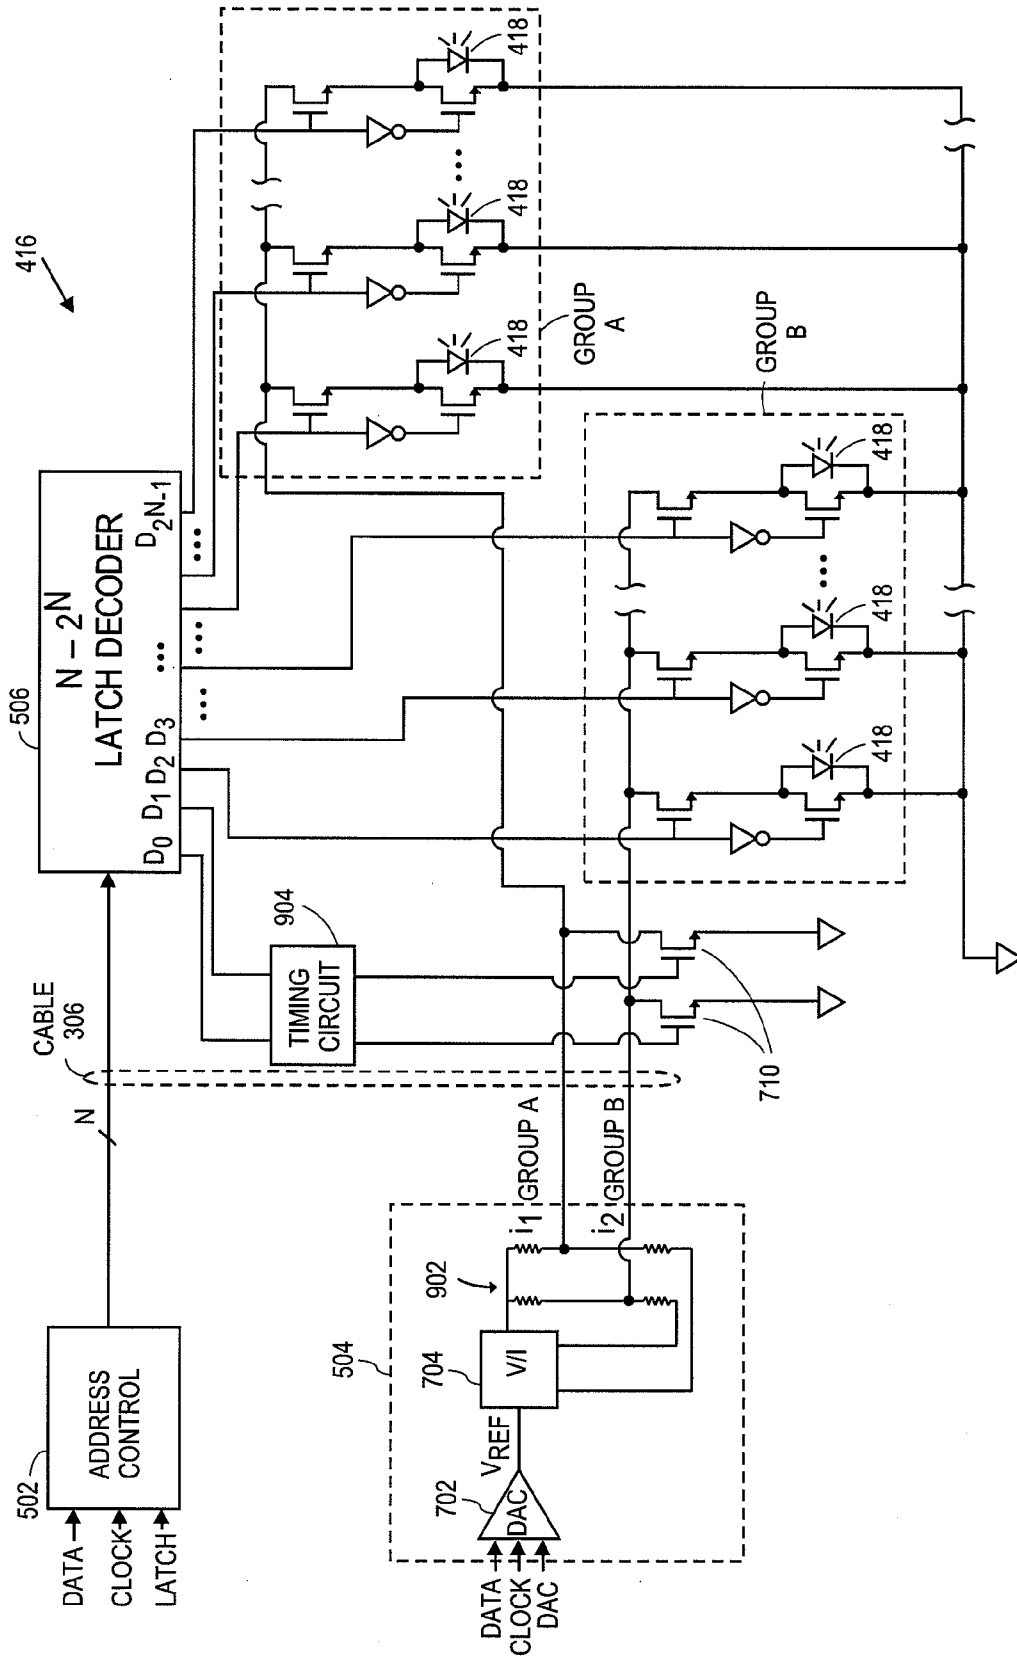 416
506
N – 2^N
LATCH DECODER
D0 D1 D2 D3 ... D2N-1
... ... ...
418
418
418
...
GROUP
A
GROUP
B
418
418
418
...
904
TIMING
CIRCUIT
CABLE
306
N
710
502
ADDRESS
CONTROL
DATA
CLOCK
LATCH
504
i1 GROUP A
i2 GROUP B
902
704
V/I
VREF
702
DAC
DATA
CLOCK
DAC